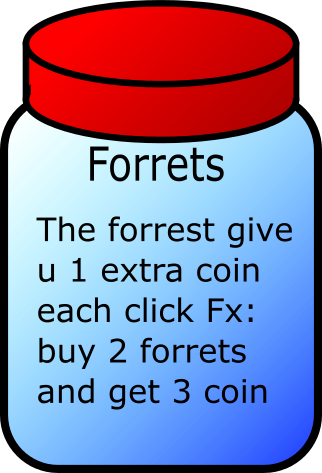 Forrets
The forrest give
u 1 extra coin
each click Fx:
buy 2 forrets
and get 3 coin